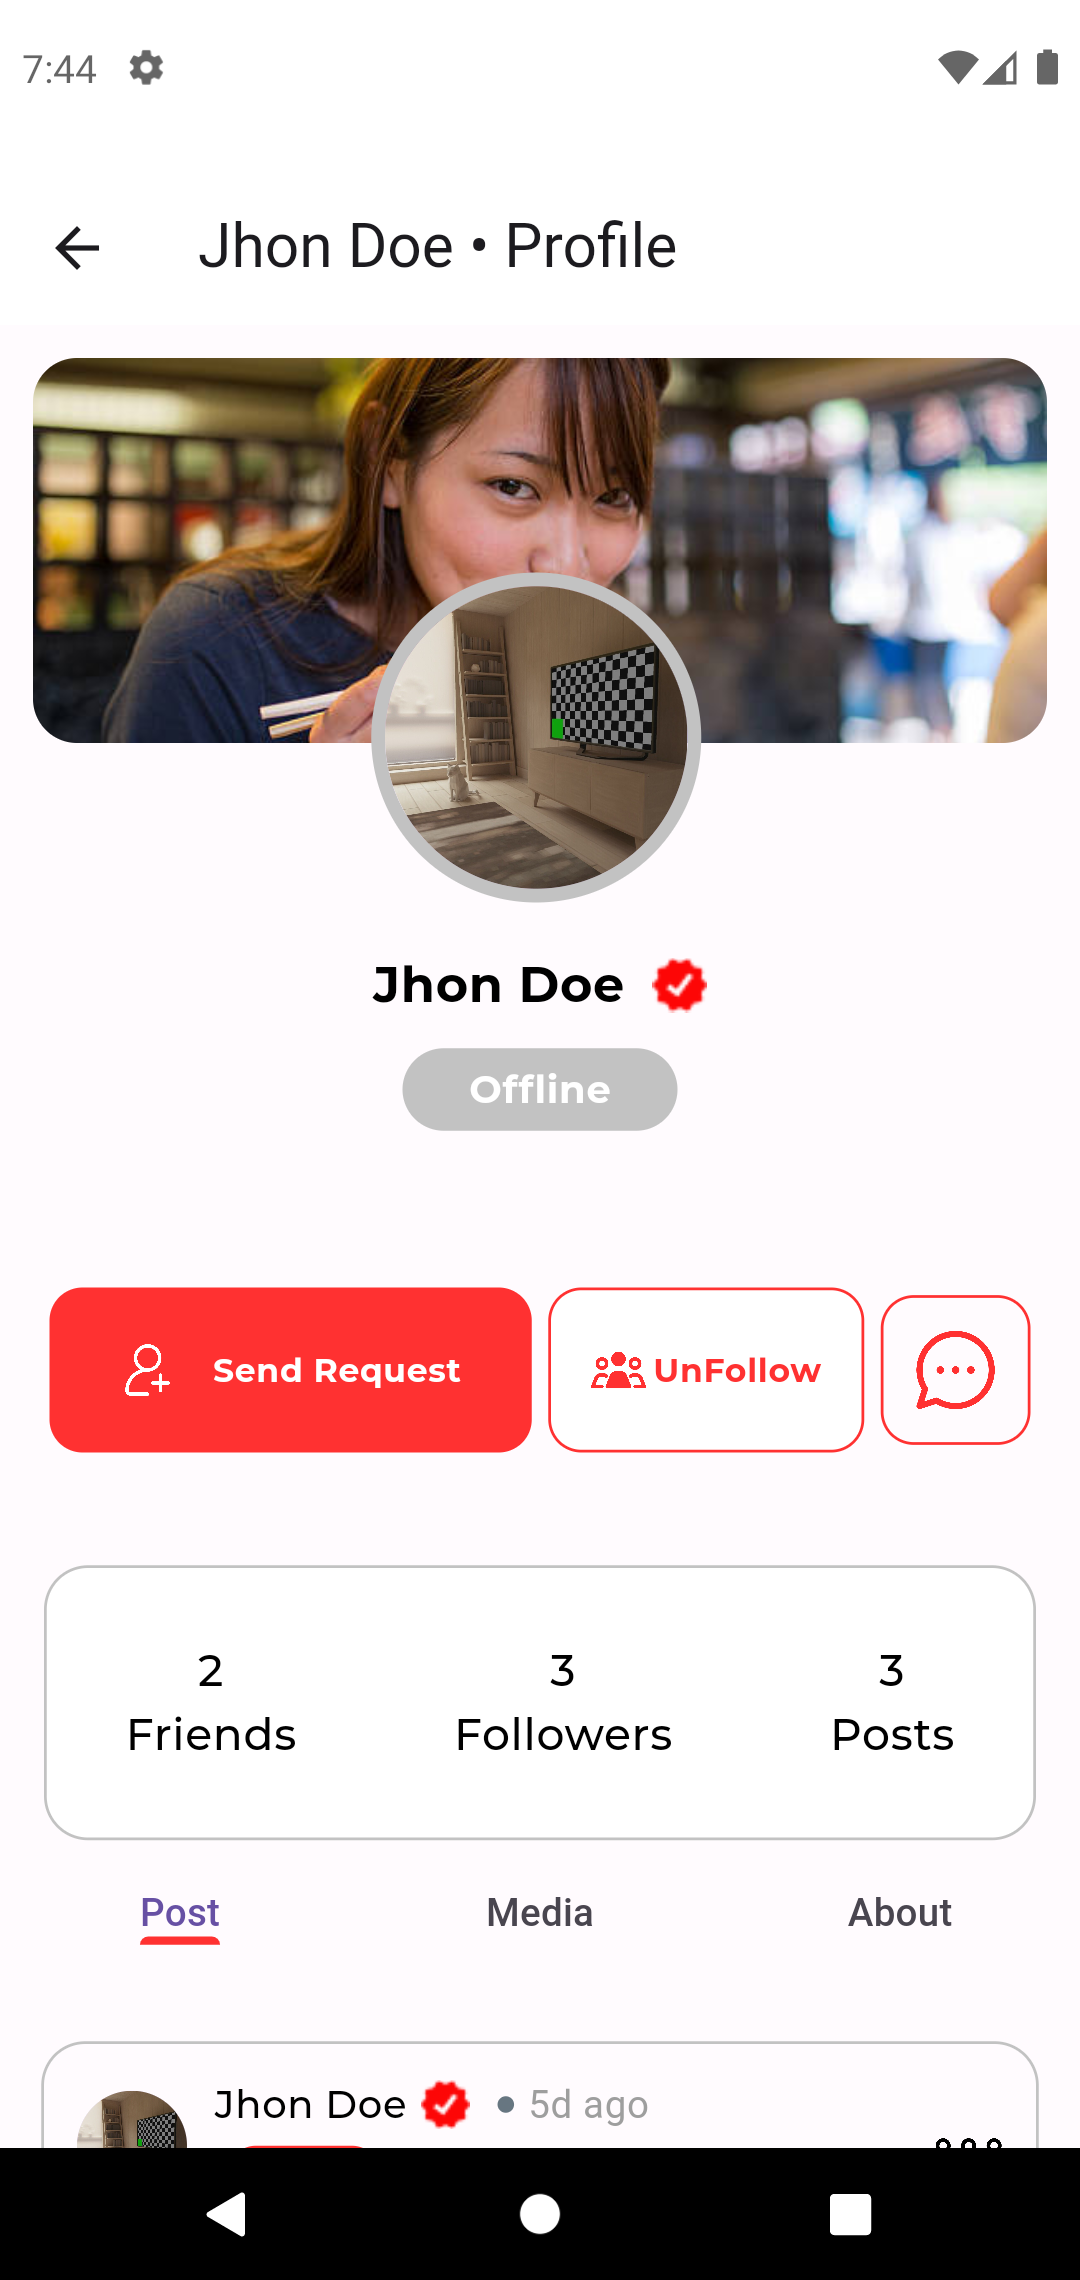 7:44
Jhon Doe • Profile
Jhon Doe
Offline
Send Request
UnFollow
2
Friends
3
Followers
3
Posts
Post
Media
About
Jhon Doe • 5d ago